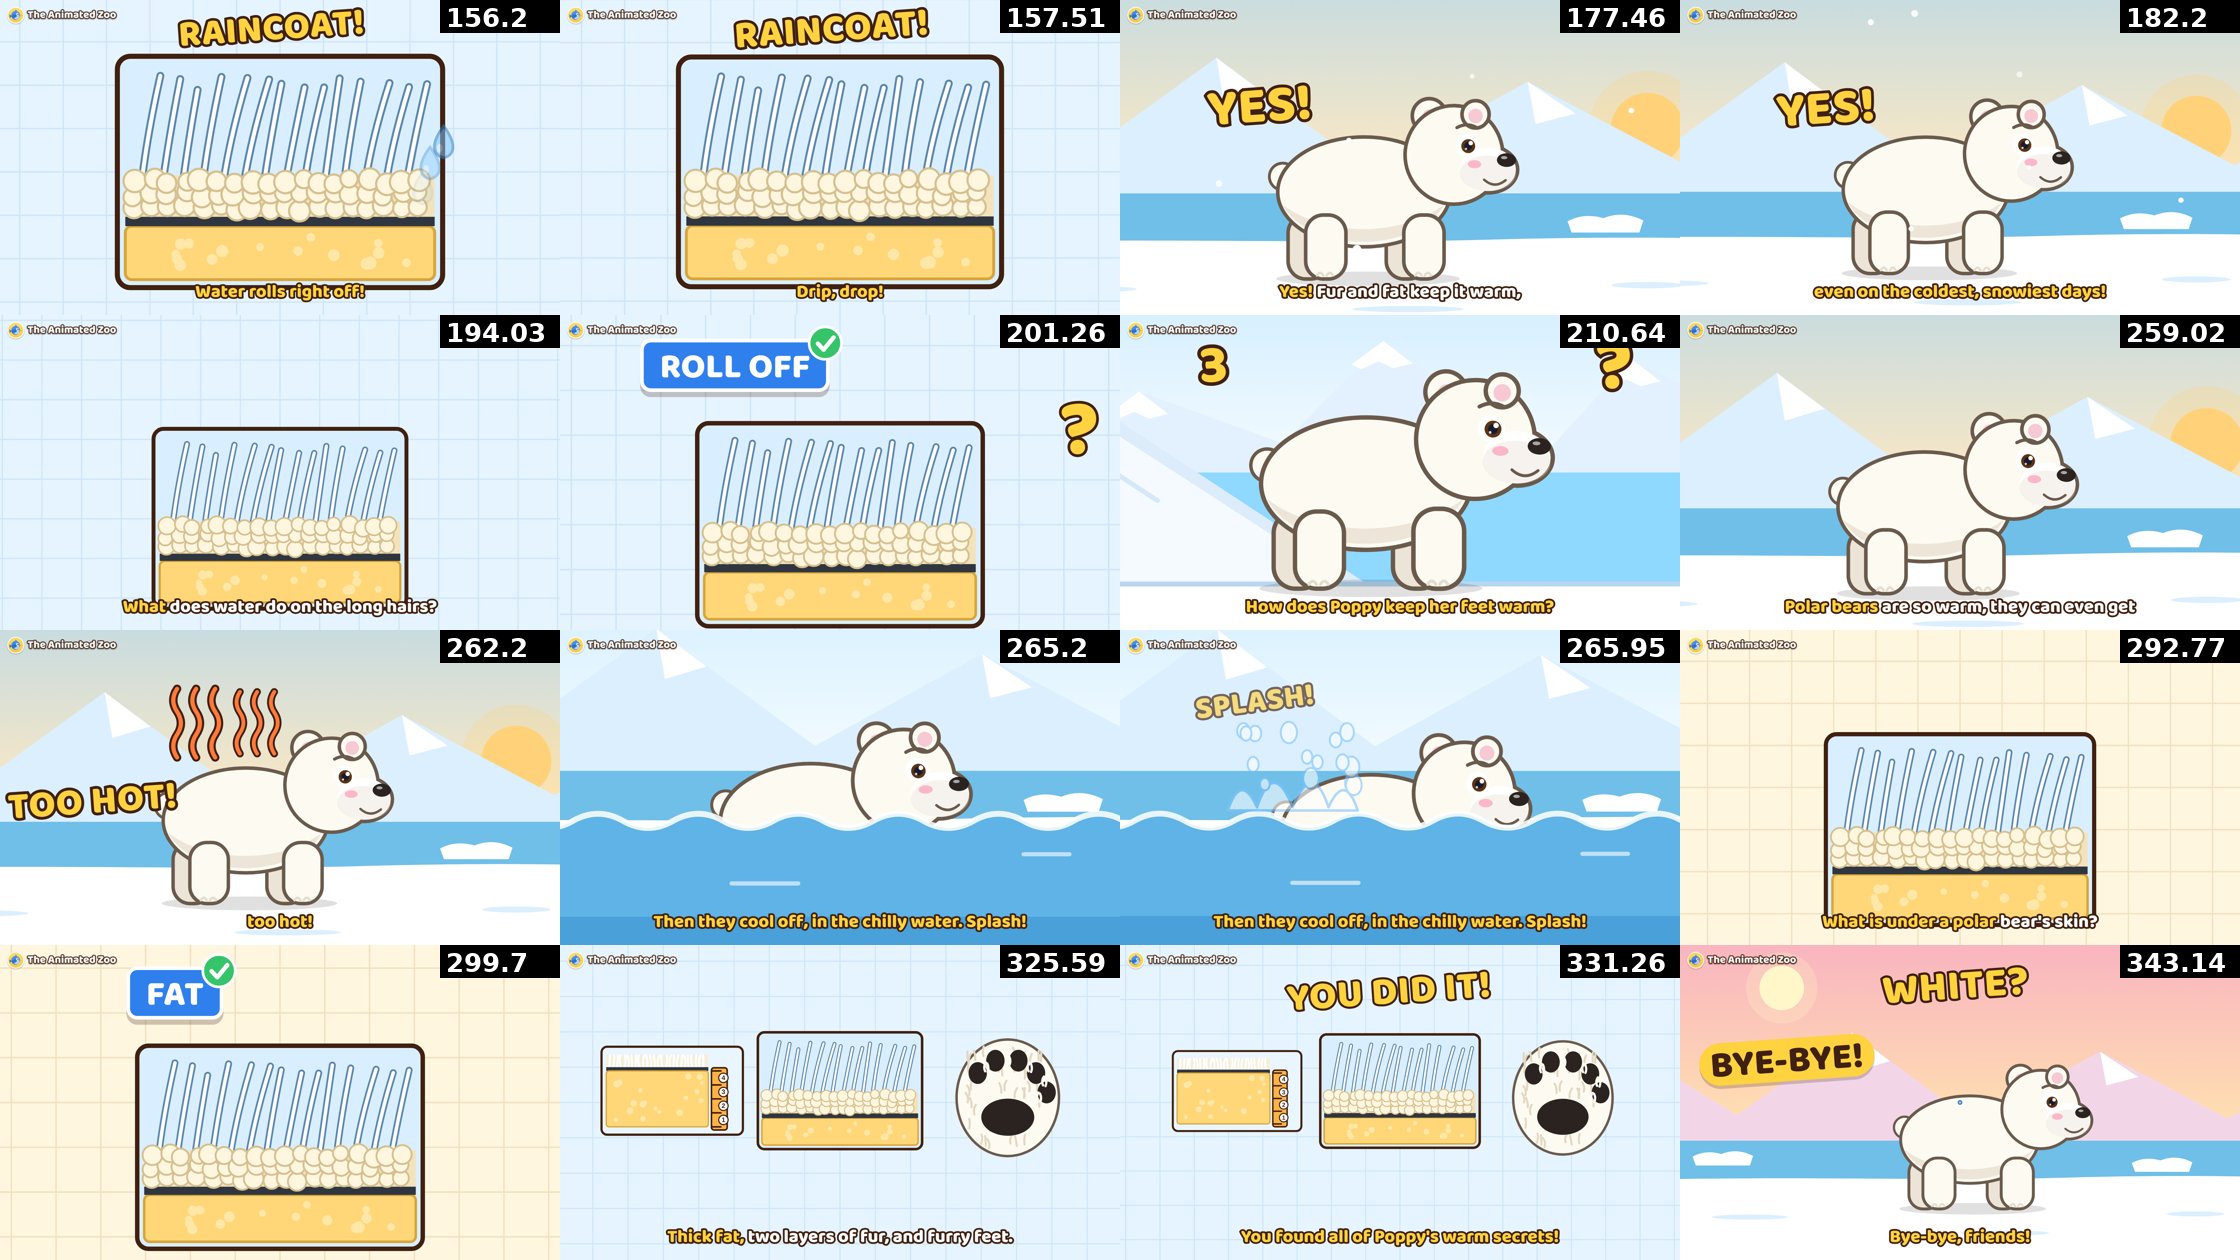 The Animated Zoo
156.2
RAINCOAT!
Water rolls right off!
The Animated Zoo
157.51
RAINCOAT!
Drip, drop!
The Animated Zoo
177.46
YES!
Yes! Fur and fat keep it warm,
The Animated Zoo
182.2
YES!
even on the coldest, snowiest days!
The Animated Zoo
194.03
What does water do on the long hairs?
The Animated Zoo
201.26
ROLL OFF
?
The Animated Zoo
210.64
3
?
How does Poppy keep her feet warm?
The Animated Zoo
259.02
Polar bears are so warm, they can even get
The Animated Zoo
262.2
TOO HOT!
too hot!
The Animated Zoo
265.2
Then they cool off, in the chilly water. Splash!
The Animated Zoo
265.95
SPLASH!
Then they cool off, in the chilly water. Splash!
The Animated Zoo
292.77
What is under a polar bear's skin?
The Animated Zoo
299.7
FAT
The Animated Zoo
325.59
4
3
2
1
Thick fat, two layers of fur, and furry feet.
The Animated Zoo
331.26
YOU DID IT!
4
3
2
1
You found all of Poppy's warm secrets!
The Animated Zoo
343.14
WHITE?
BYE-BYE!
Bye-bye, friends!